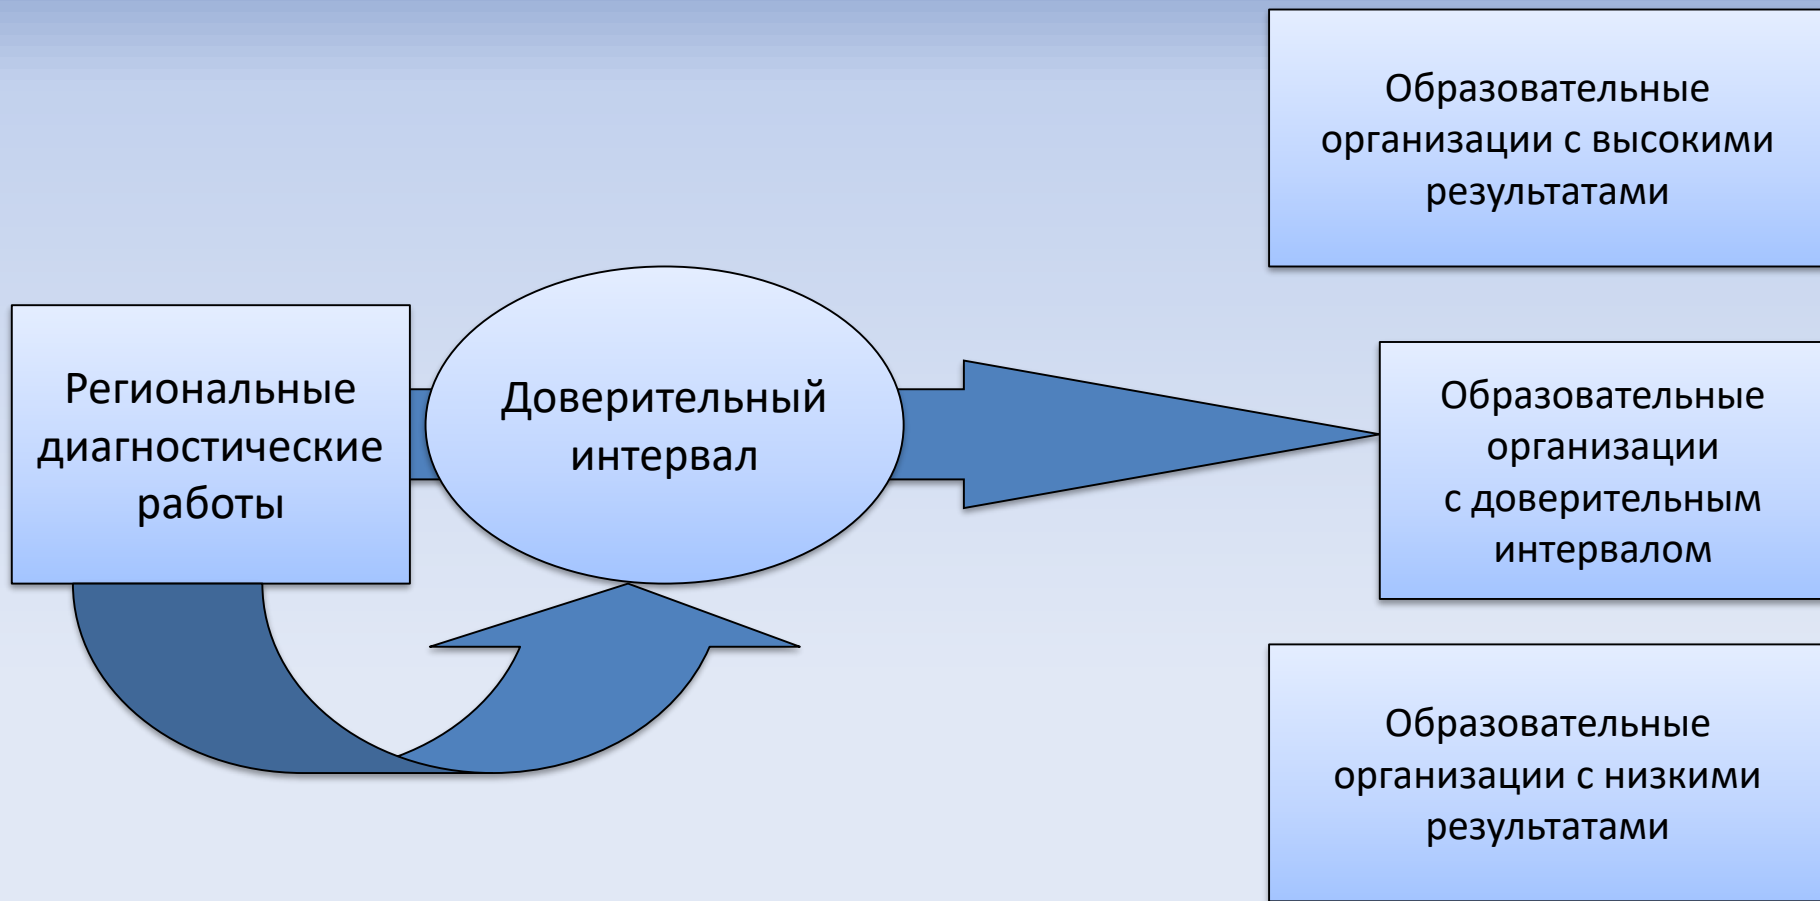 Региональные
диагностические
работы
Доверительный
интервал
Образовательные
организации с высокими
результатами
Образовательные
организации
с доверительным
интервалом
Образовательные
организации с низкими
результатами